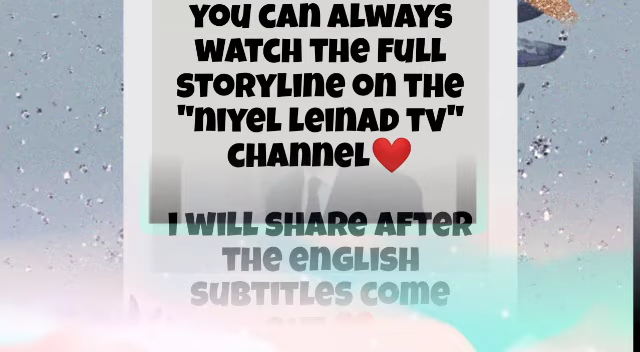 YOU CAN ALWAYS
WATCH THE FULL
STORYLINE ON THE
"NIYEL LEINAD TV"
CHANNEL❤️
I WILL SHARE AFTER
THE ENGLISH
SUBTITLES COME